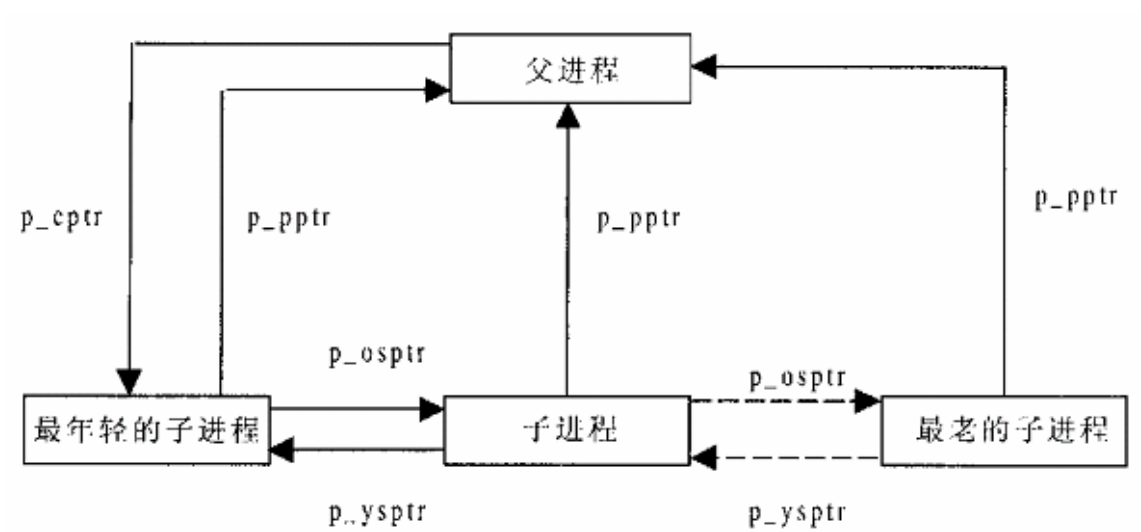 父进程
p_cptr
p_pptr
p_pptr
p_pptr
p_osptr
p_osptr
最年轻的子进程
子进程
最老的子进程
p_ysptr
p_ysptr